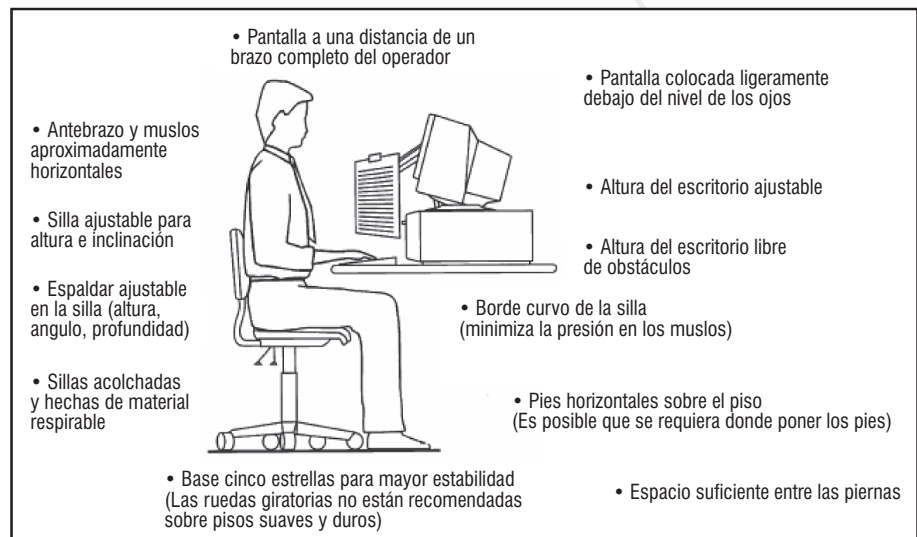 • Pantalla a una distancia de un
brazo completo del operador
• Pantalla colocada ligeramente
debajo del nivel de los ojos
• Antebrazo y muslos
aproximadamente
horizontales
• Altura del escritorio ajustable
• Silla ajustable para
altura e inclinación
• Altura del escritorio libre
de obstáculos
• Espaldar ajustable
en la silla (altura,
angulo, profundidad)
• Borde curvo de la silla
(minimiza la presión en los muslos)
• Sillas acolchadas
y hechas de material
respirable
• Pies horizontales sobre el piso
(Es posible que se requiera donde poner los pies)
• Base cinco estrellas para mayor estabilidad
(Las ruedas giratorias no están recomendadas
sobre pisos suaves y duros)
• Espacio suficiente entre las piernas